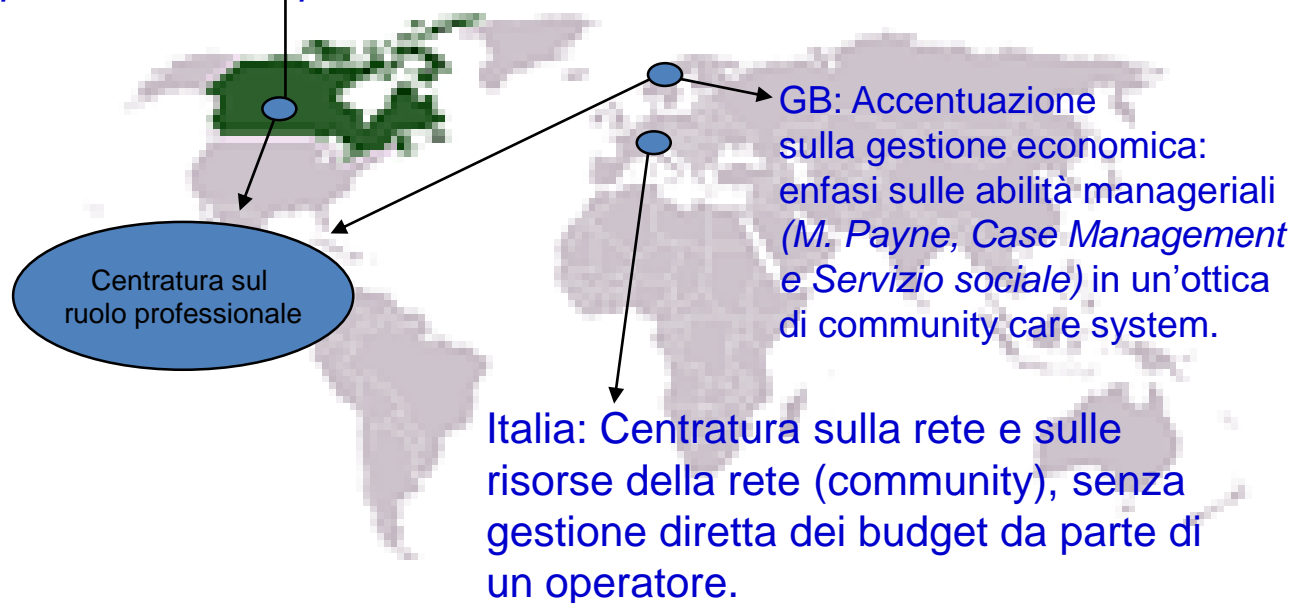 GB: Accentuazione
sulla gestione economica:
enfasi sulle abilità manageriali
(M. Payne, Case Management
e Servizio sociale) in un'ottica
di community care system.
Centratura sul
ruolo professionale
Italia: Centratura sulla rete e sulle
risorse della rete (community), senza
gestione diretta dei budget da parte di
un operatore.